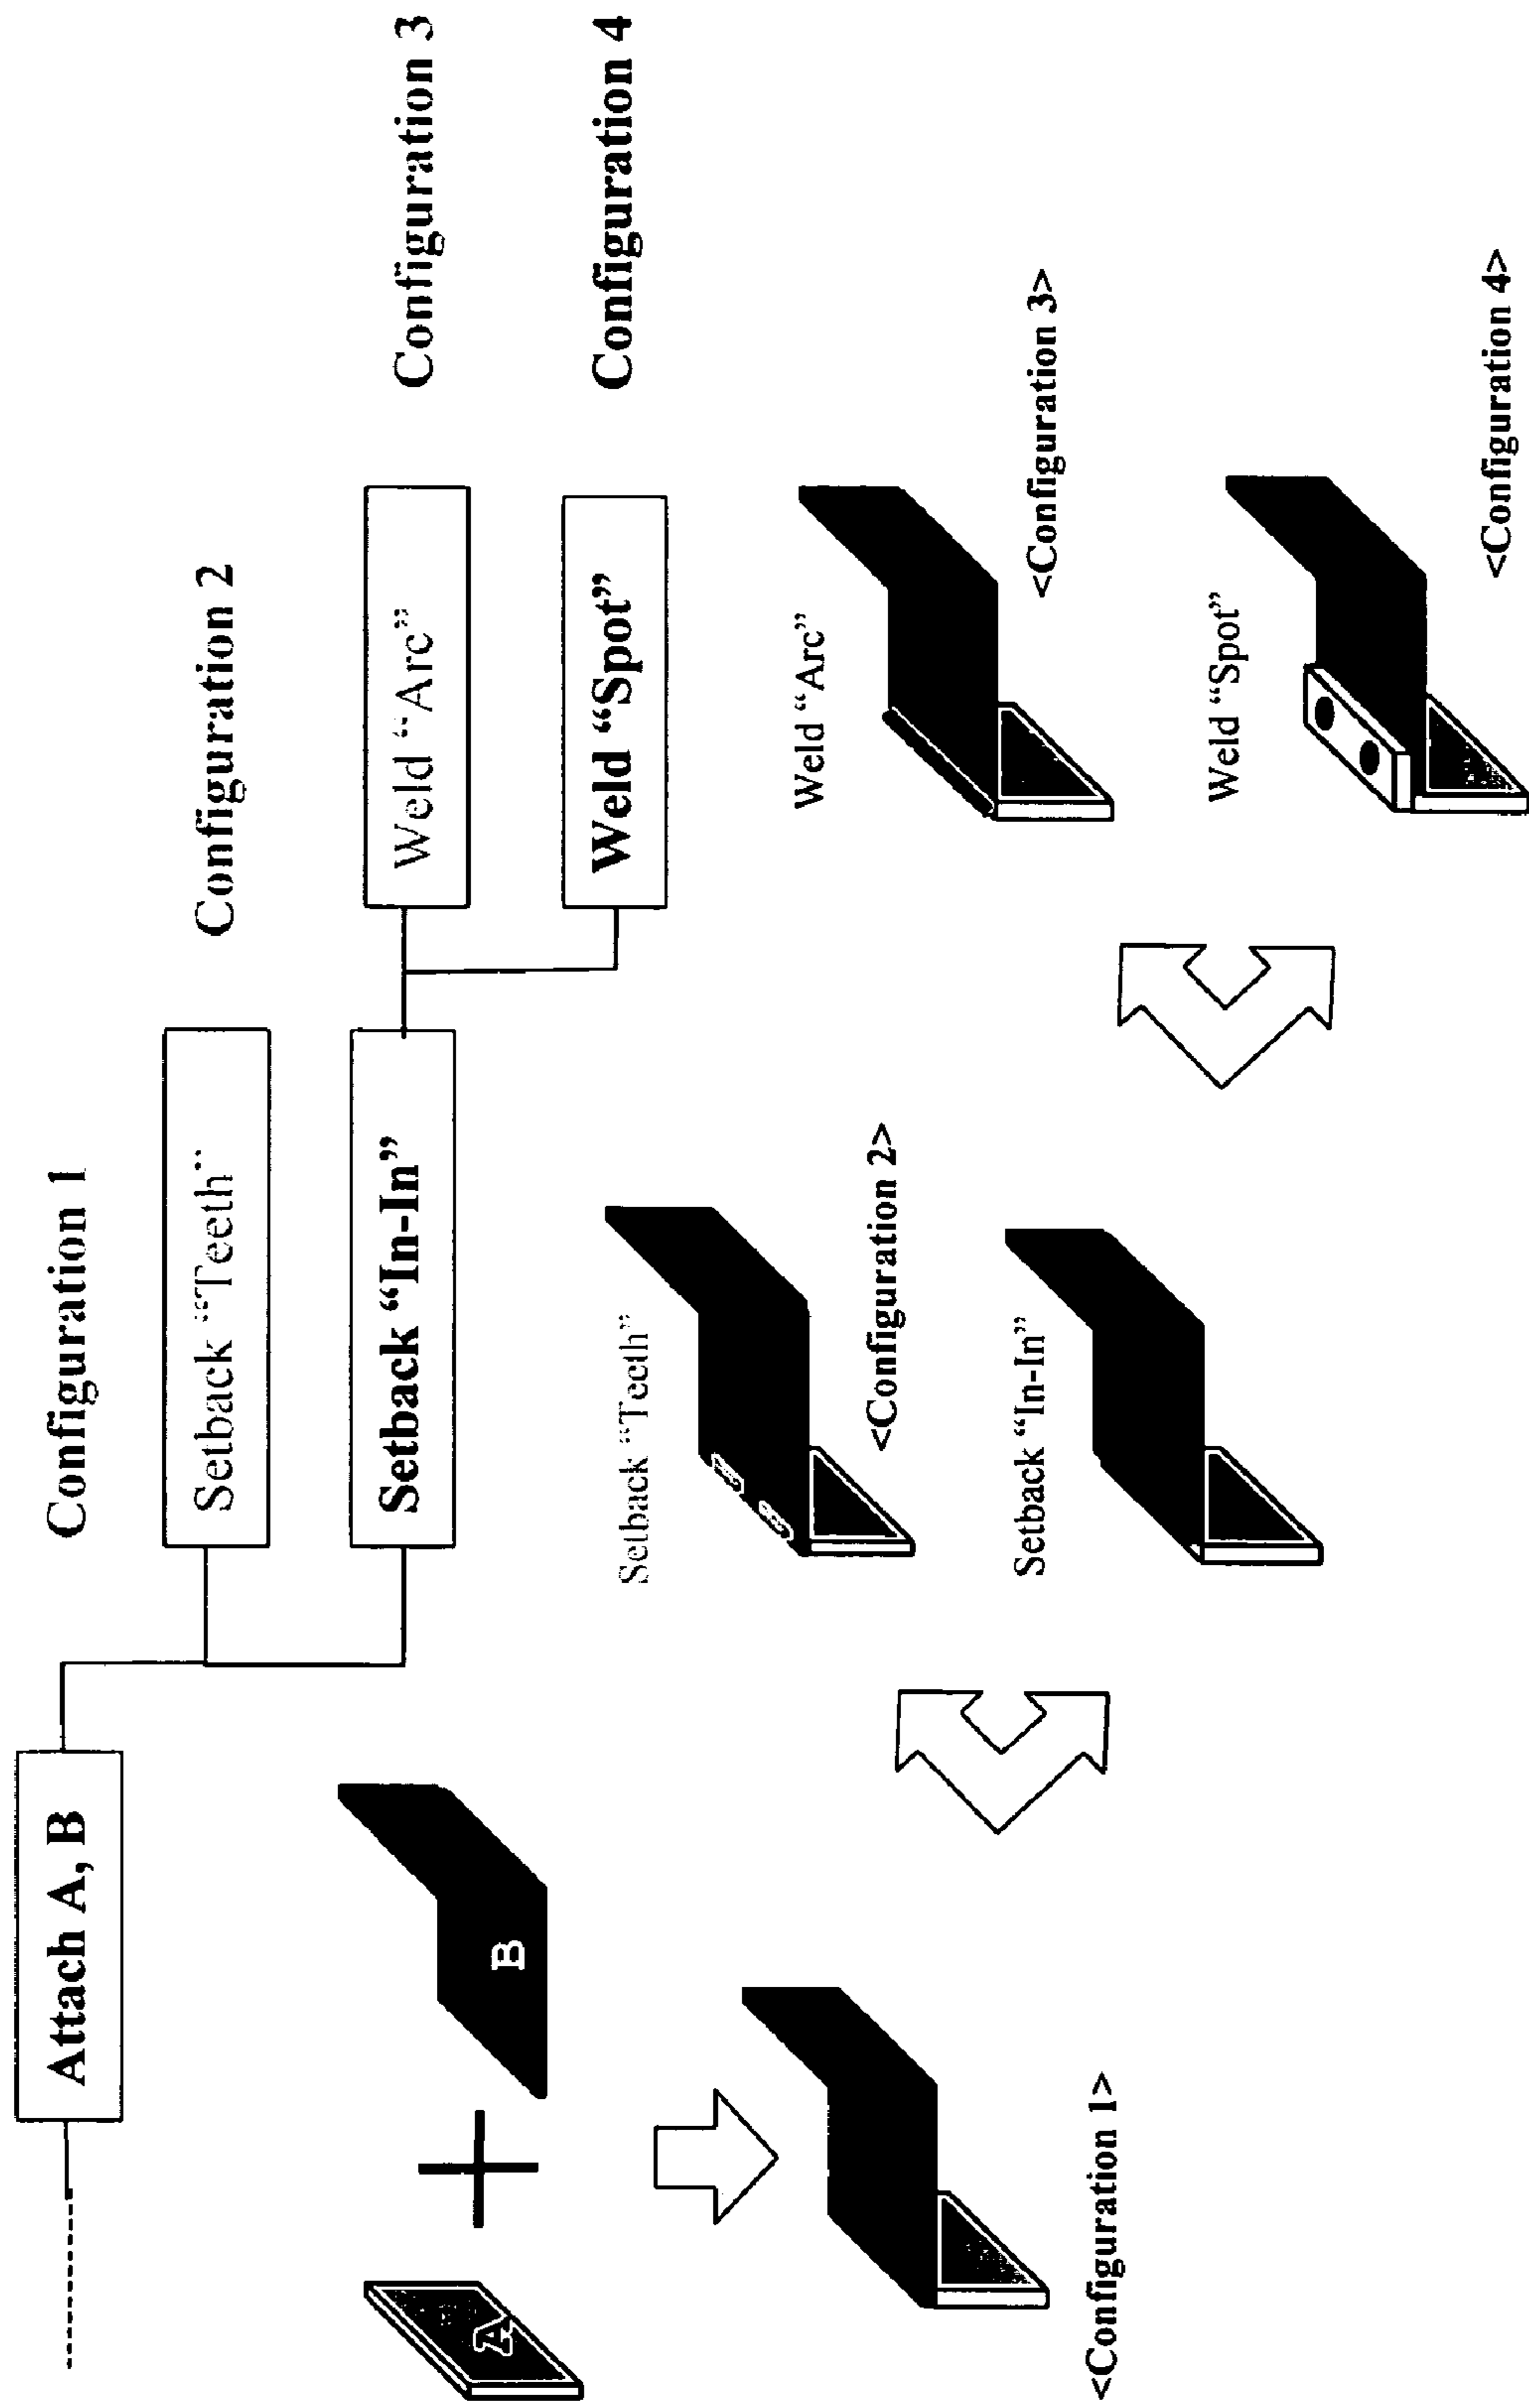 Attach A, B
Configuration 1
Setback “Teeth”
Configuration 2
Setback “In-In”
Weld “Arc”
Configuration 3
Weld “Spot”
Configuration 4
A
B
<Configuration 1>
Setback “Teeth”
<Configuration 2>
Setback “In-In”
Weld “Arc”
<Configuration 3>
Weld “Spot”
<Configuration 4>